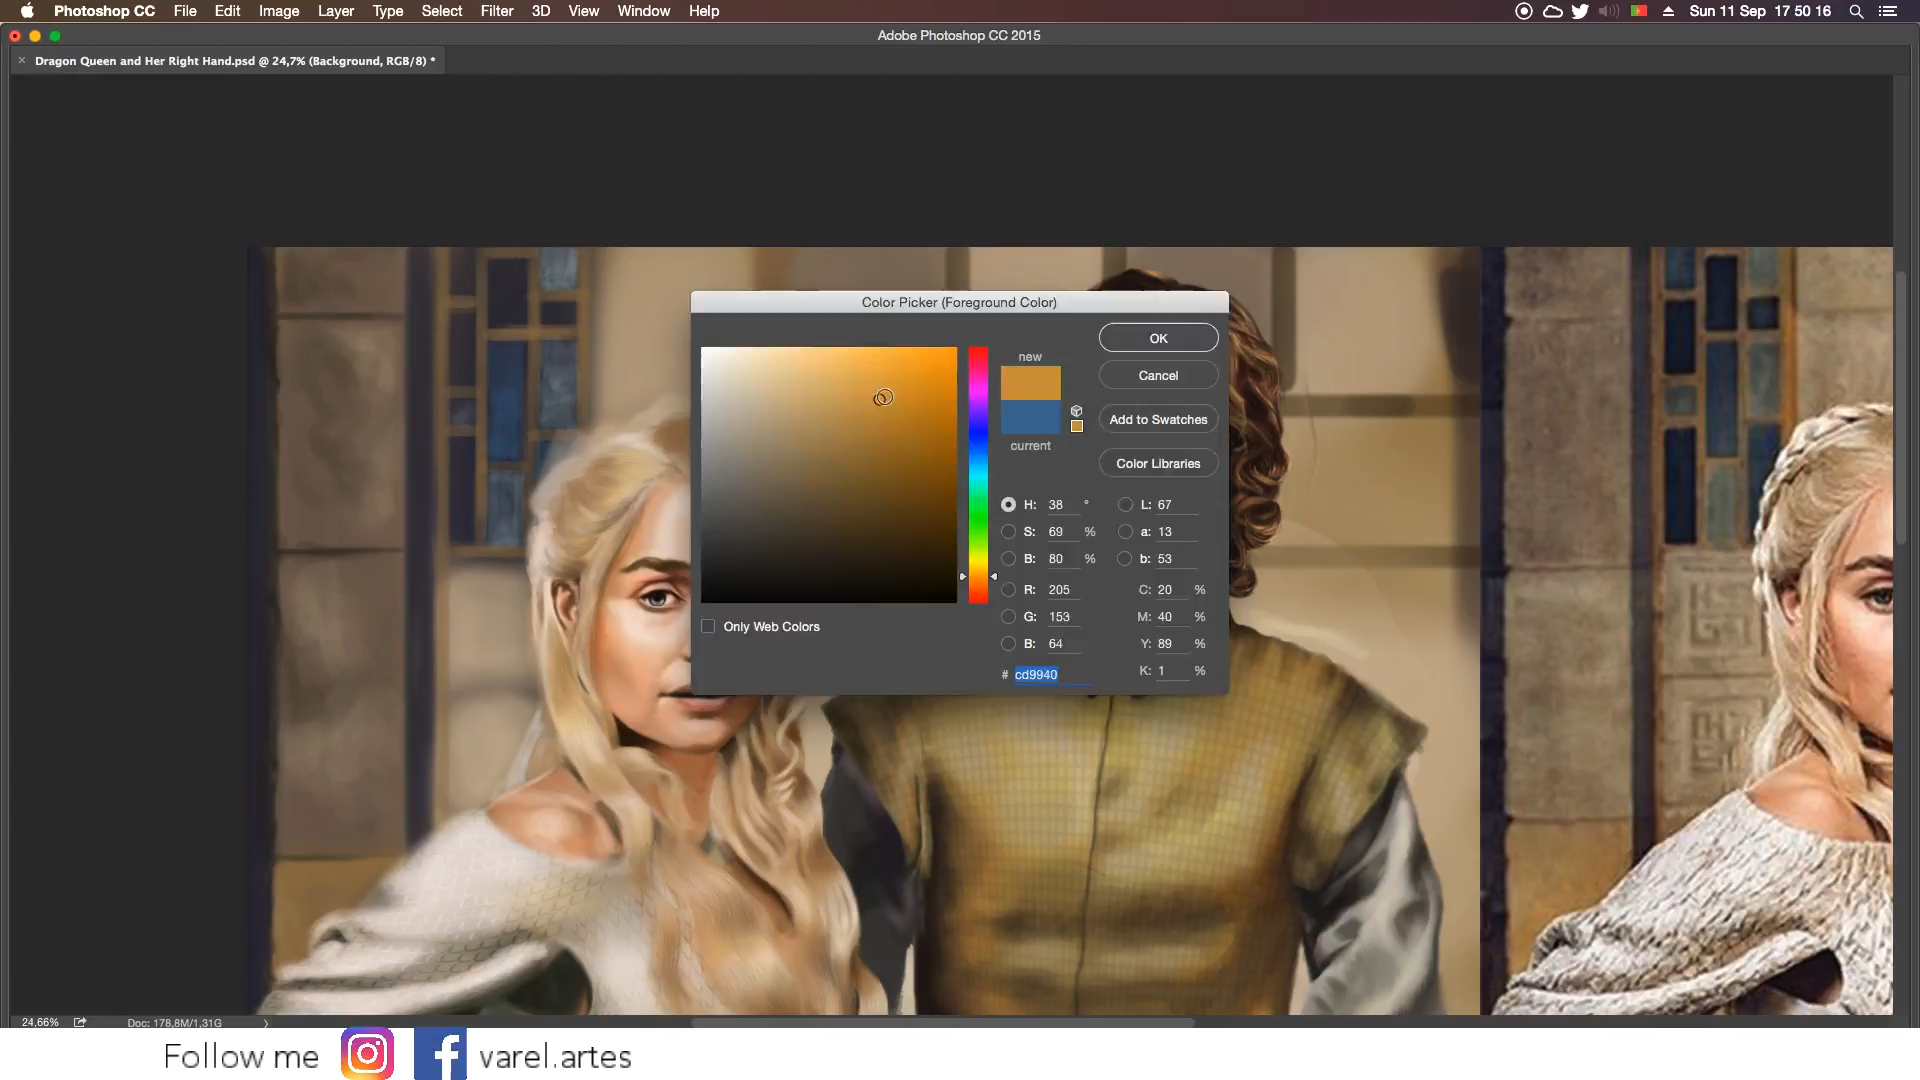 Photoshop CC File Edit Image Layer Type Select Filter 3D View Window Help Sun 11 Sep 17 50 16
Adobe Photoshop CC 2015
× Dragon Queen and Her Right Hand.psd @ 24,7% (Background, RGB/8) *
Color Picker (Foreground Color)
new
current
OK
Cancel
Add to Swatches
Color Libraries
H: 38 ° L: 67
S: 69 % a: 13
B: 80 % b: 53
R: 205 C: 20 %
G: 153 M: 40 %
B: 64 Y: 89 %
# cd9940 K: 1 %
Only Web Colors
24,66% Doc: 178,8M/1,31G
Follow me varel.artes